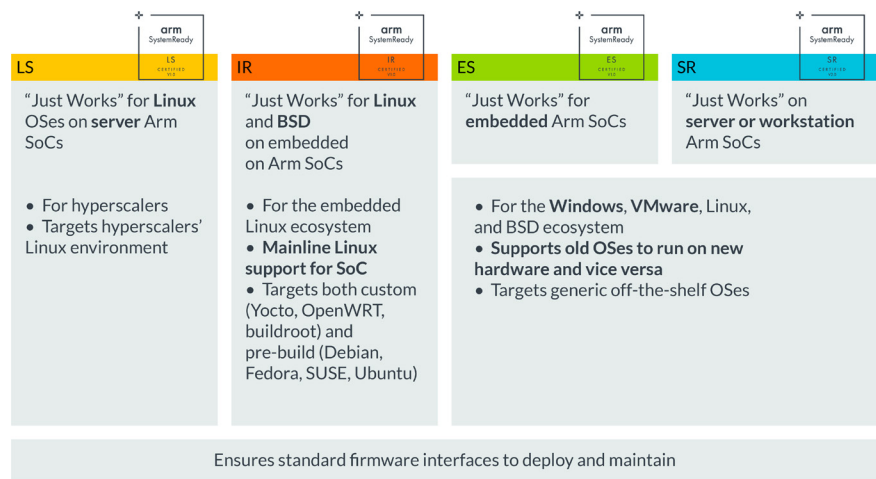 arm
SystemReady
LS
CERTIFIED
arm
SystemReady
IR
CERTIFIED
arm
SystemReady
ES
CERTIFIED
arm
SystemReady
SR
CERTIFIED
LS
IR
ES
SR
“Just Works” for Linux
OSes on server Arm
SoCs
● For hyperscalers
● Targets hyperscalers’
Linux environment
“Just Works” for Linux
and BSD
on embedded
on Arm SoCs
● For the embedded
Linux ecosystem
● Mainline Linux
support for SoC
● Targets both custom
(Yocto, OpenWRT,
buildroot) and
pre-build (Debian,
Fedora, SUSE, Ubuntu)
“Just Works” for
embedded Arm SoCs
“Just Works” on
server or workstation
Arm SoCs
● For the Windows, VMware, Linux,
and BSD ecosystem
● Supports old OSes to run on new
hardware and vice versa
● Targets generic off-the-shelf OSes
Ensures standard firmware interfaces to deploy and maintain